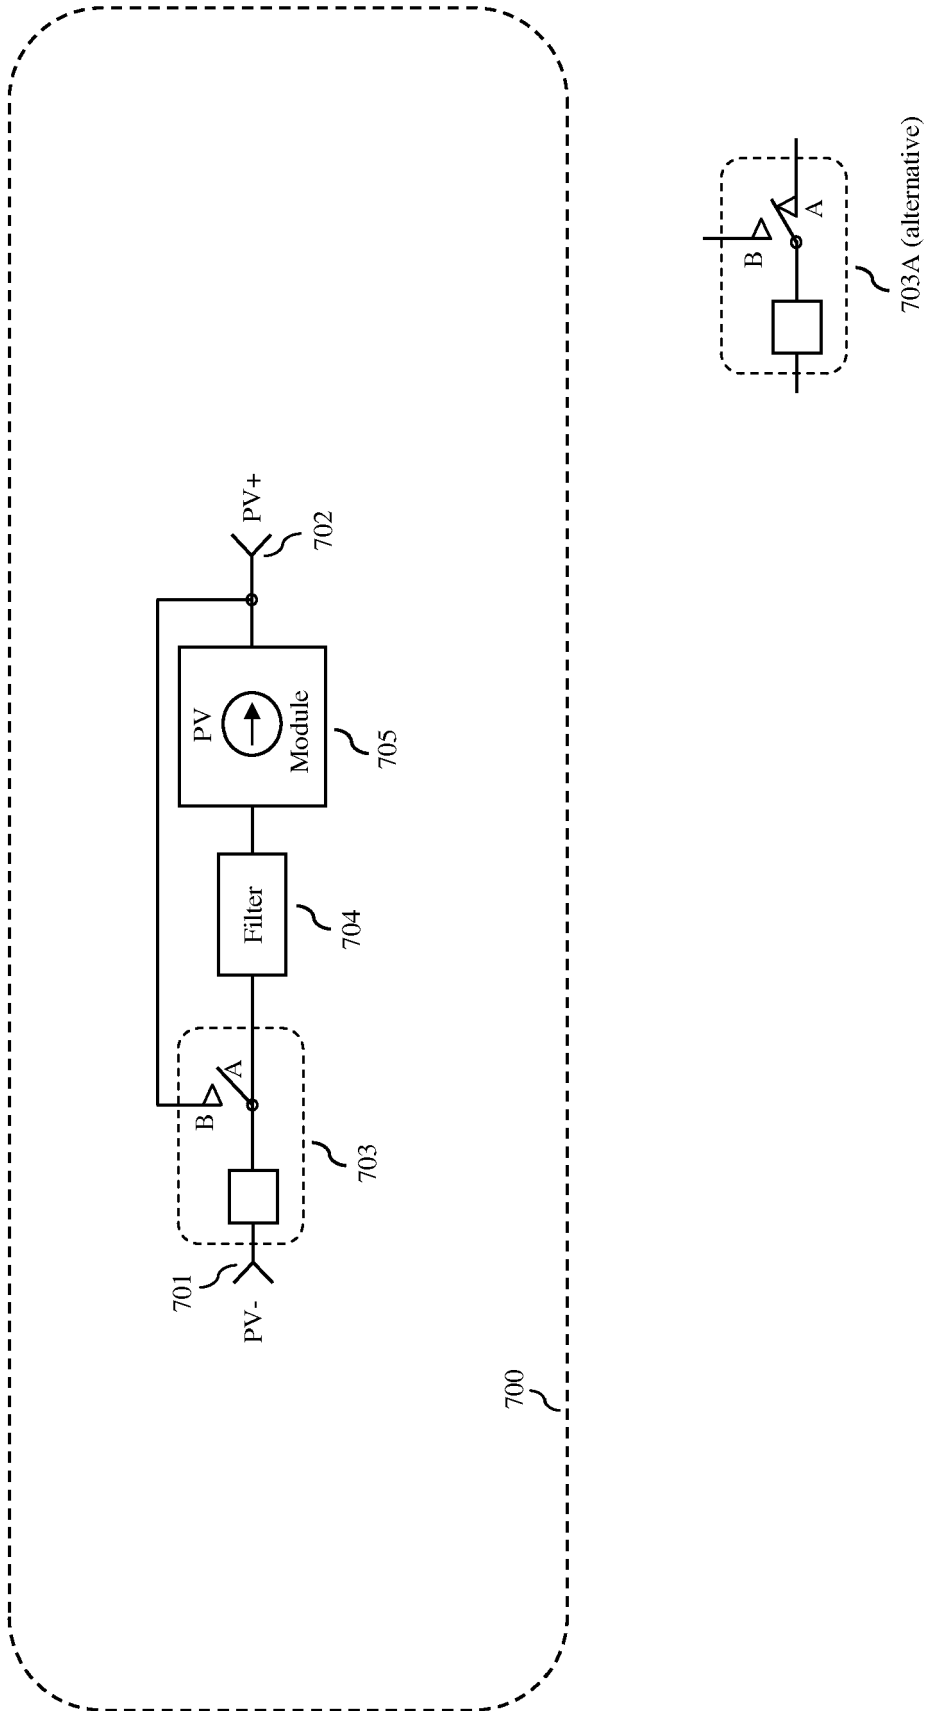 PV-
701
B
A
703
Filter
704
PV
Module
705
PV+
702
700
B
A
703A (alternative)